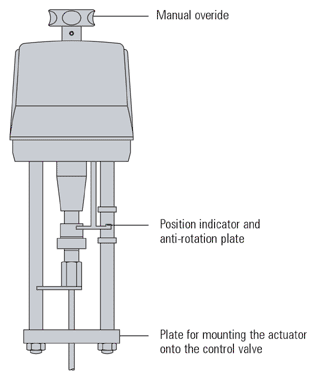 Manual overide
Position indicator and
anti-rotation plate
Plate for mounting the actuator
onto the control valve